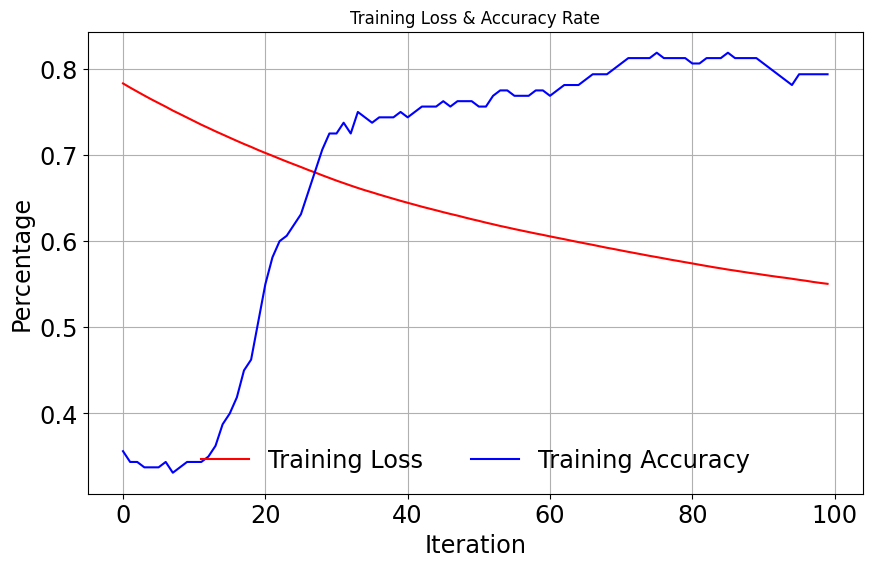 Training Loss & Accuracy Rate
0.8
0.7
0.6
0.5
0.4
Percentage
Training Loss
Training Accuracy
0 20 40 60 80 100
Iteration